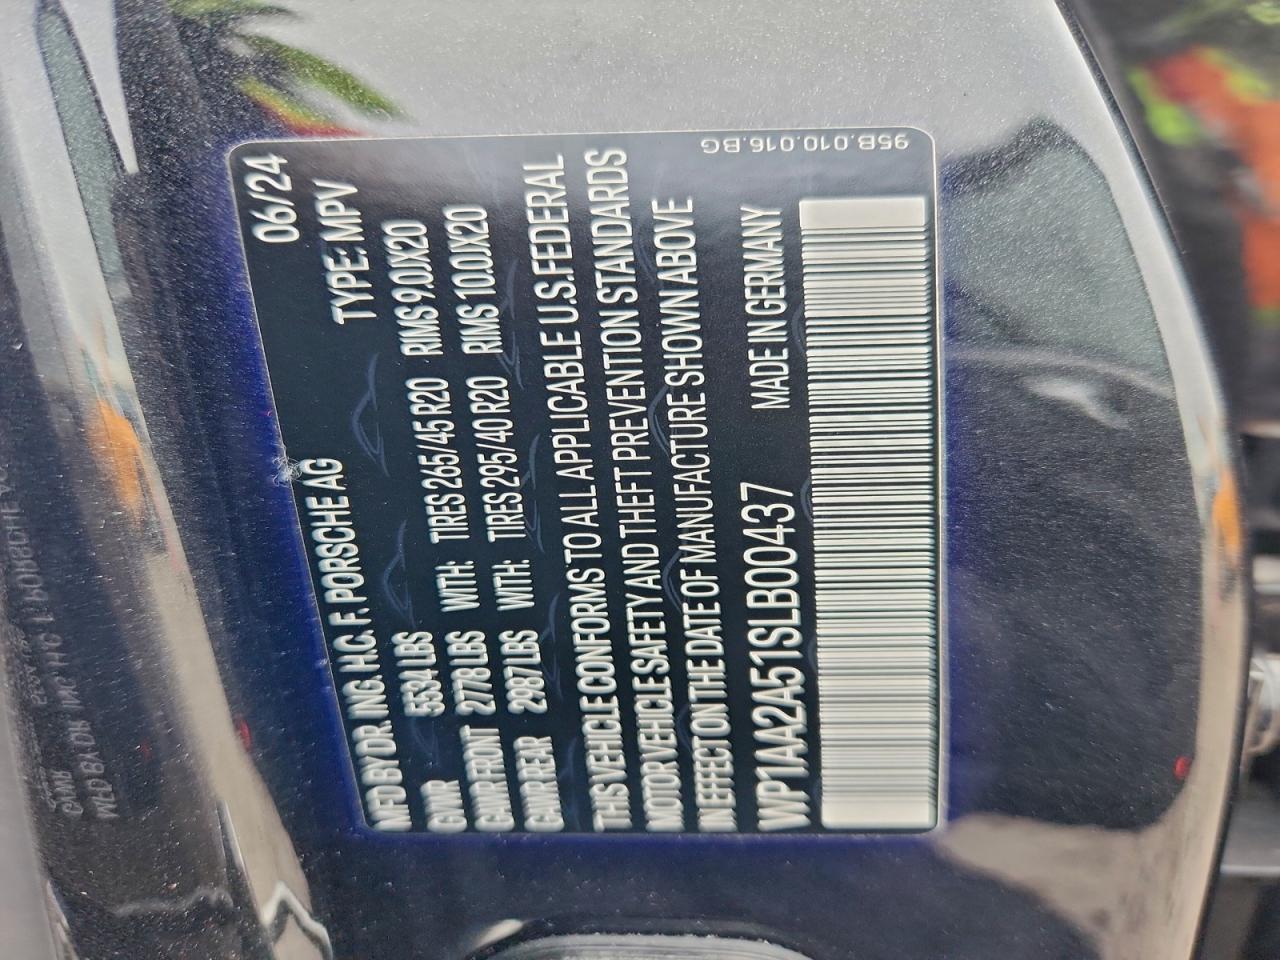 06/24
MFD BY DR. ING. H.C. F. PORSCHE AG TYPE: MPV
GVWR 5534 LBS WITH: TIRES 265/45 R20 RIMS 9.0JX20
GAWR FRONT 2778 LBS WITH: TIRES 295/40 R20 RIMS 10.0JX20
GAWR REAR 2987 LBS
THIS VEHICLE CONFORMS TO ALL APPLICABLE U.S. FEDERAL
MOTOR VEHICLE SAFETY AND THEFT PREVENTION STANDARDS
IN EFFECT ON THE DATE OF MANUFACTURE SHOWN ABOVE
WP1AA2A51SLB00437 MADE IN GERMANY
95B.010.016.BG